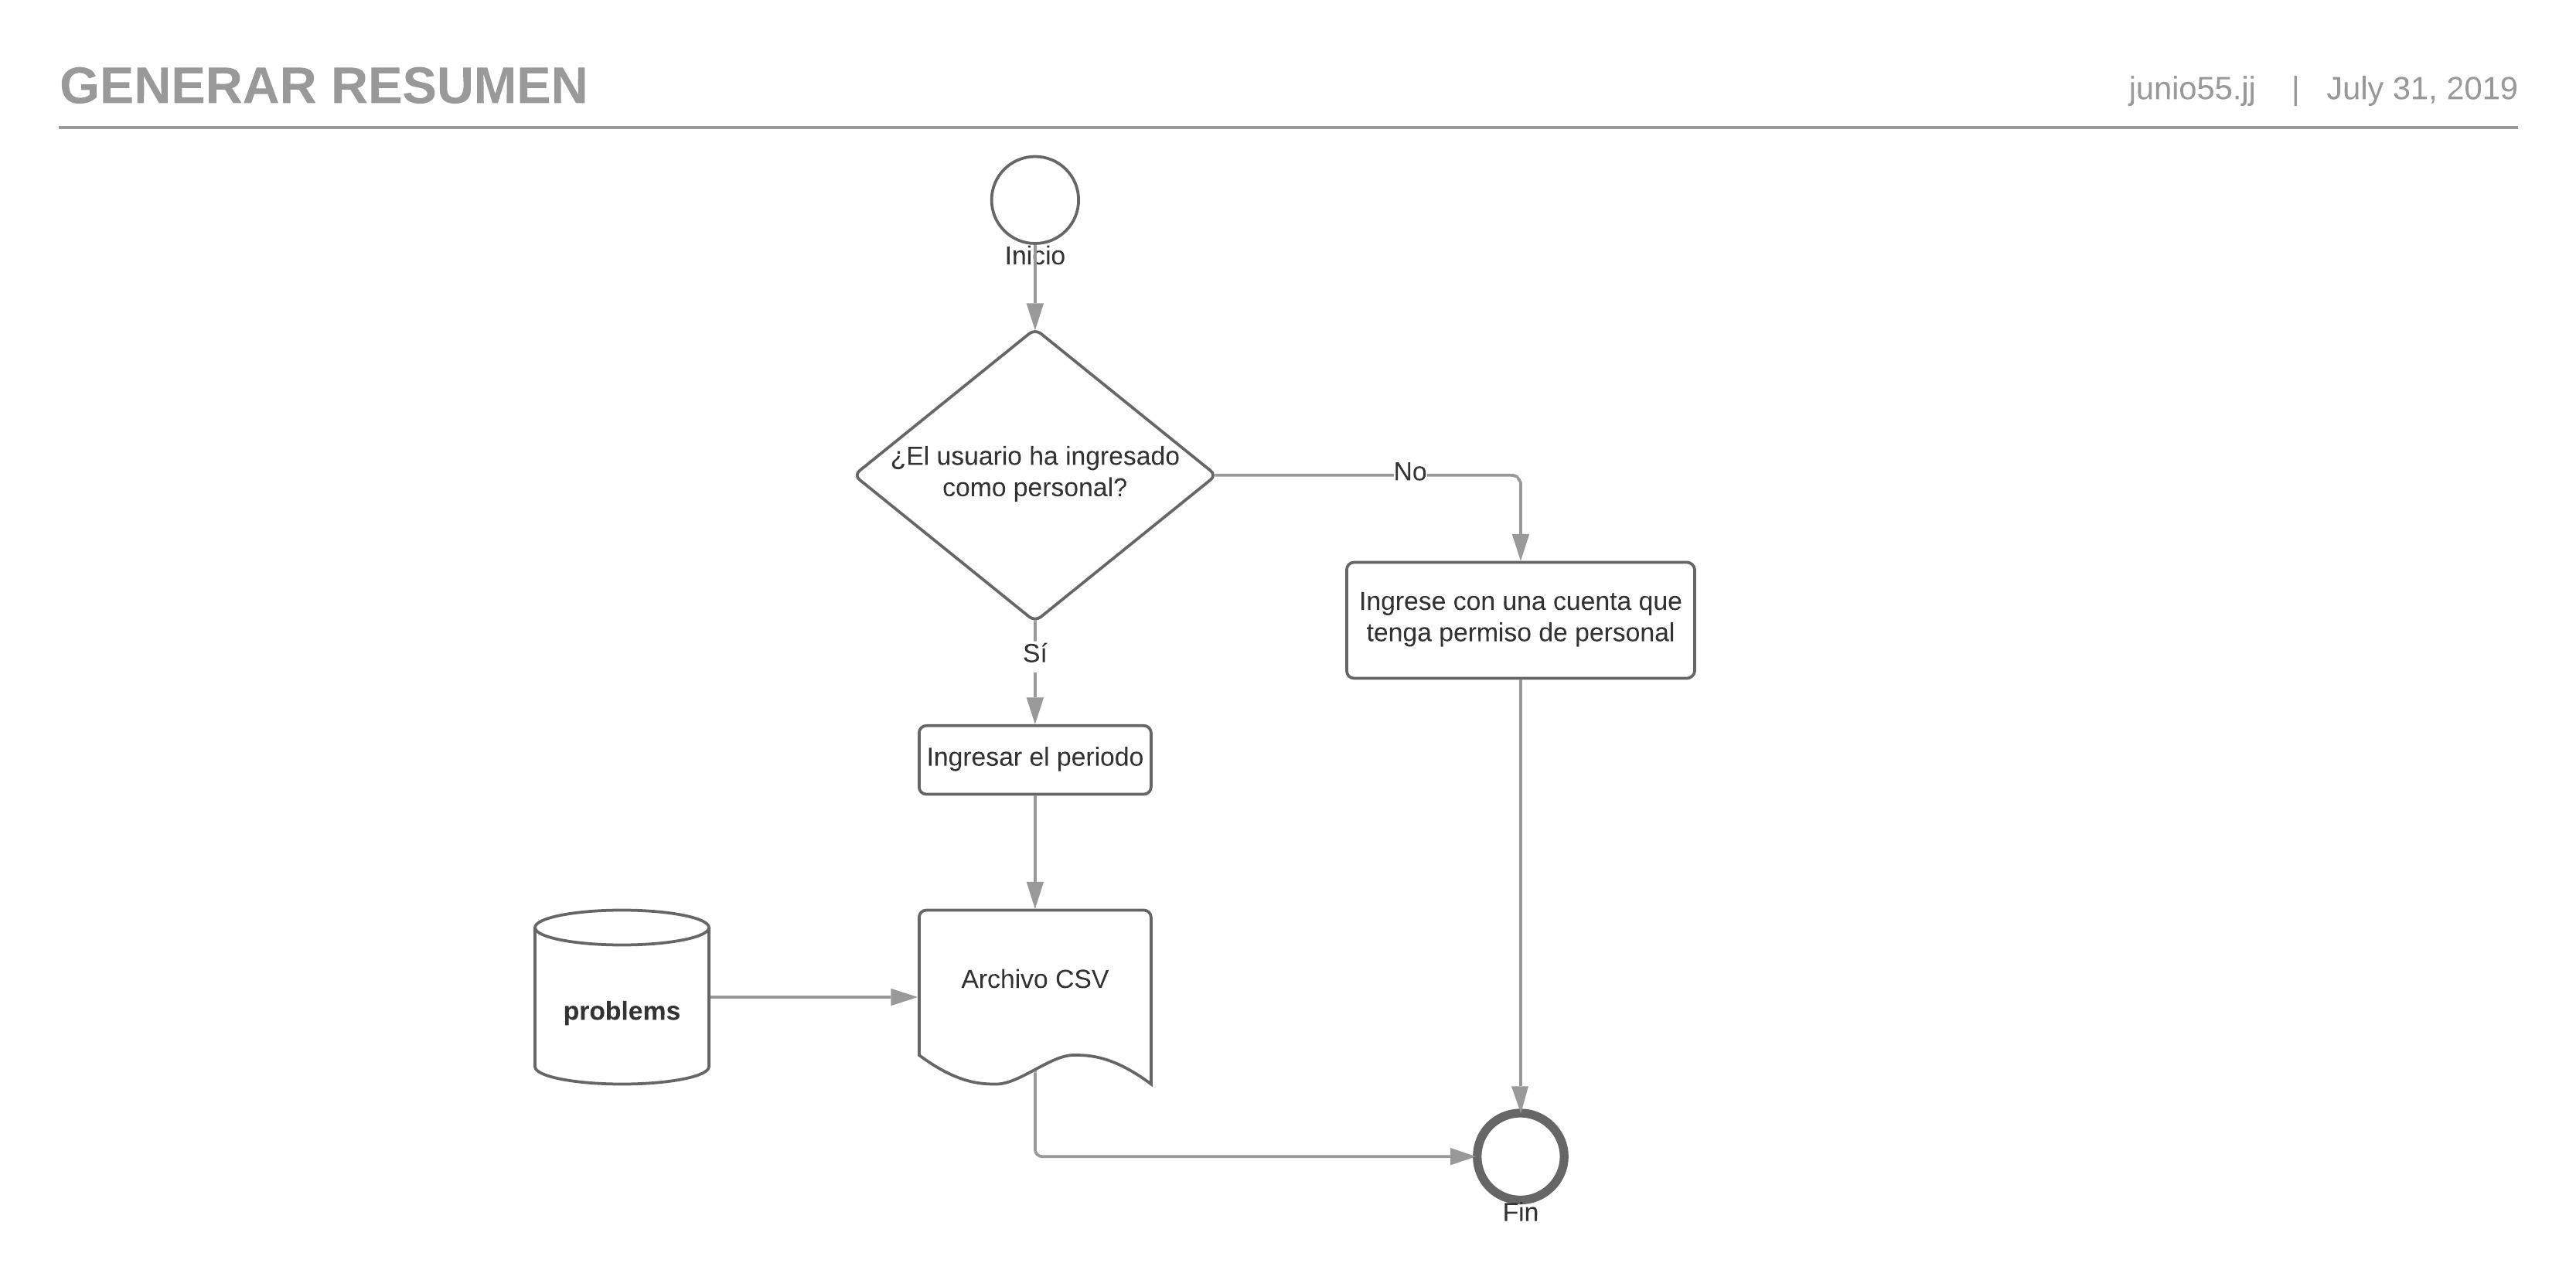 GENERAR RESUMEN
junio55.jj | July 31, 2019
Inicio
¿El usuario ha ingresado
como personal?
No
Ingrese con una cuenta que
tenga permiso de personal
Sí
Ingresar el periodo
Archivo CSV
problems
Fin